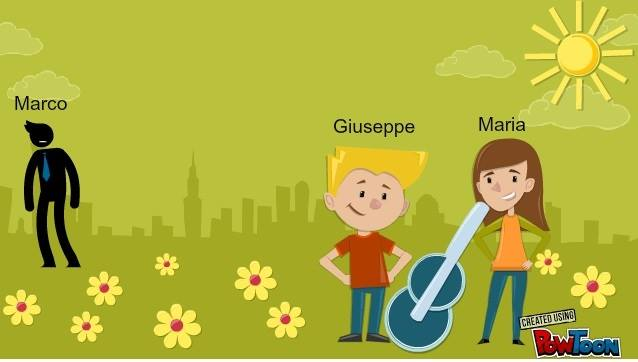 Marco
Giuseppe
Maria
CREATED USING
POWTOON